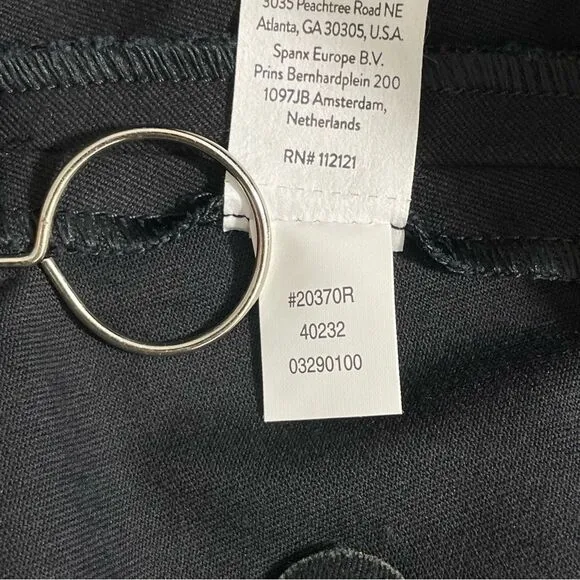 3035 Peachtree Road NE
Atlanta, GA 30305, U.S.A.
Spanx Europe B.V.
Prins Bernhardplein 200
1097JB Amsterdam,
Netherlands
RN# 112121
#20370R
40232
03290100